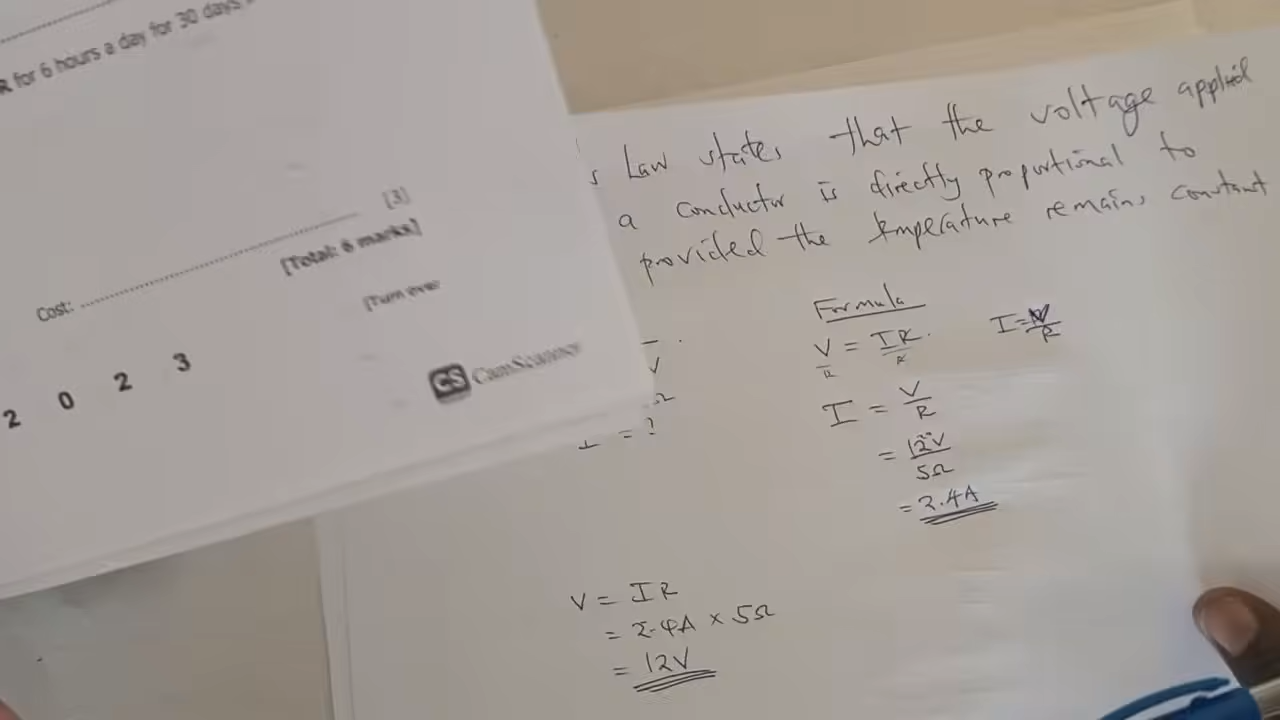 R for 6 hours a day for 30 days
[3]
Cost:
[Total: 6 marks]
[Turn over
2 0 2 3
CS CamScanner
s Law states that the voltage applied
a conductor is directly proportional to
provided the temperature remains constant
Formula
V = IR
R R
I = V/R
V
Ω
I = ?
I = V/R
= 12V/5Ω
= 2.4A
V = IR
= 2.4A × 5Ω
= 12V